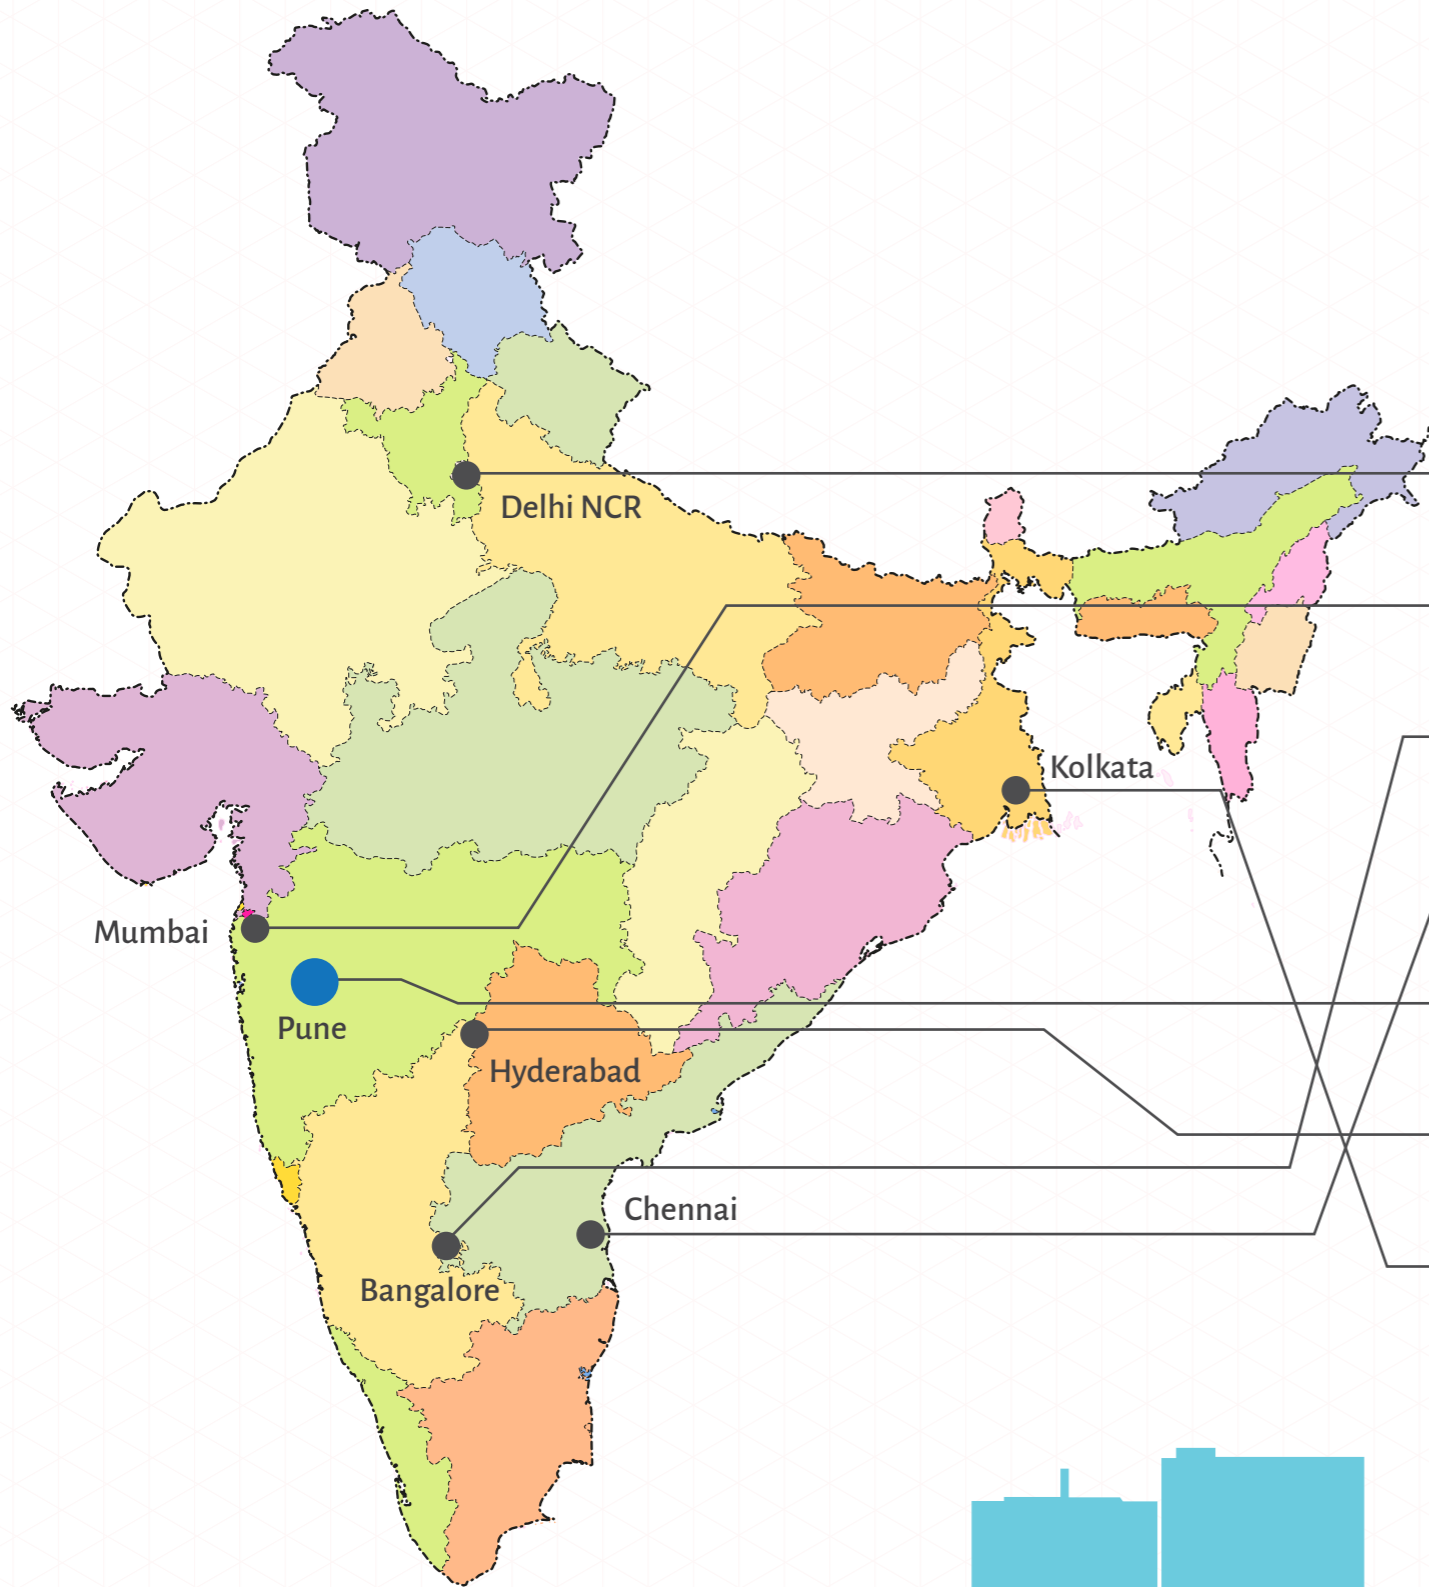 Delhi NCR
Kolkata
Mumbai
Pune
Hyderabad
Chennai
Bangalore